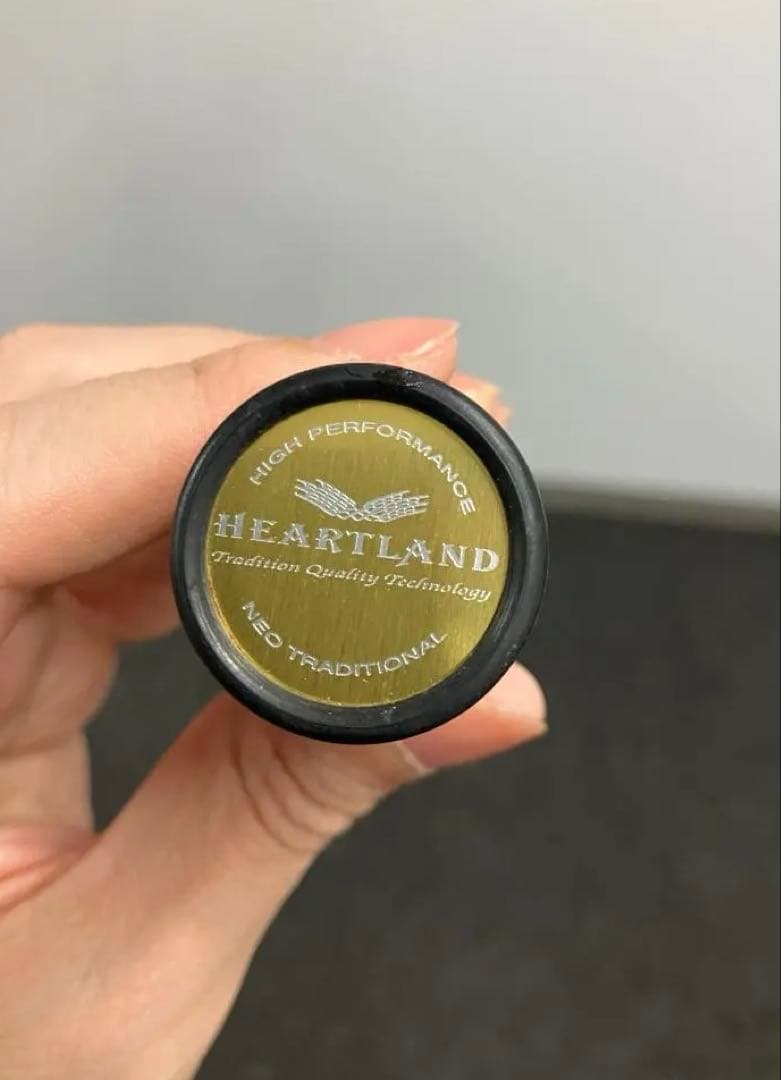 HIGH PERFORMANCE
HEARTLAND
Tradition Quality Technology
NEO TRADITIONAL